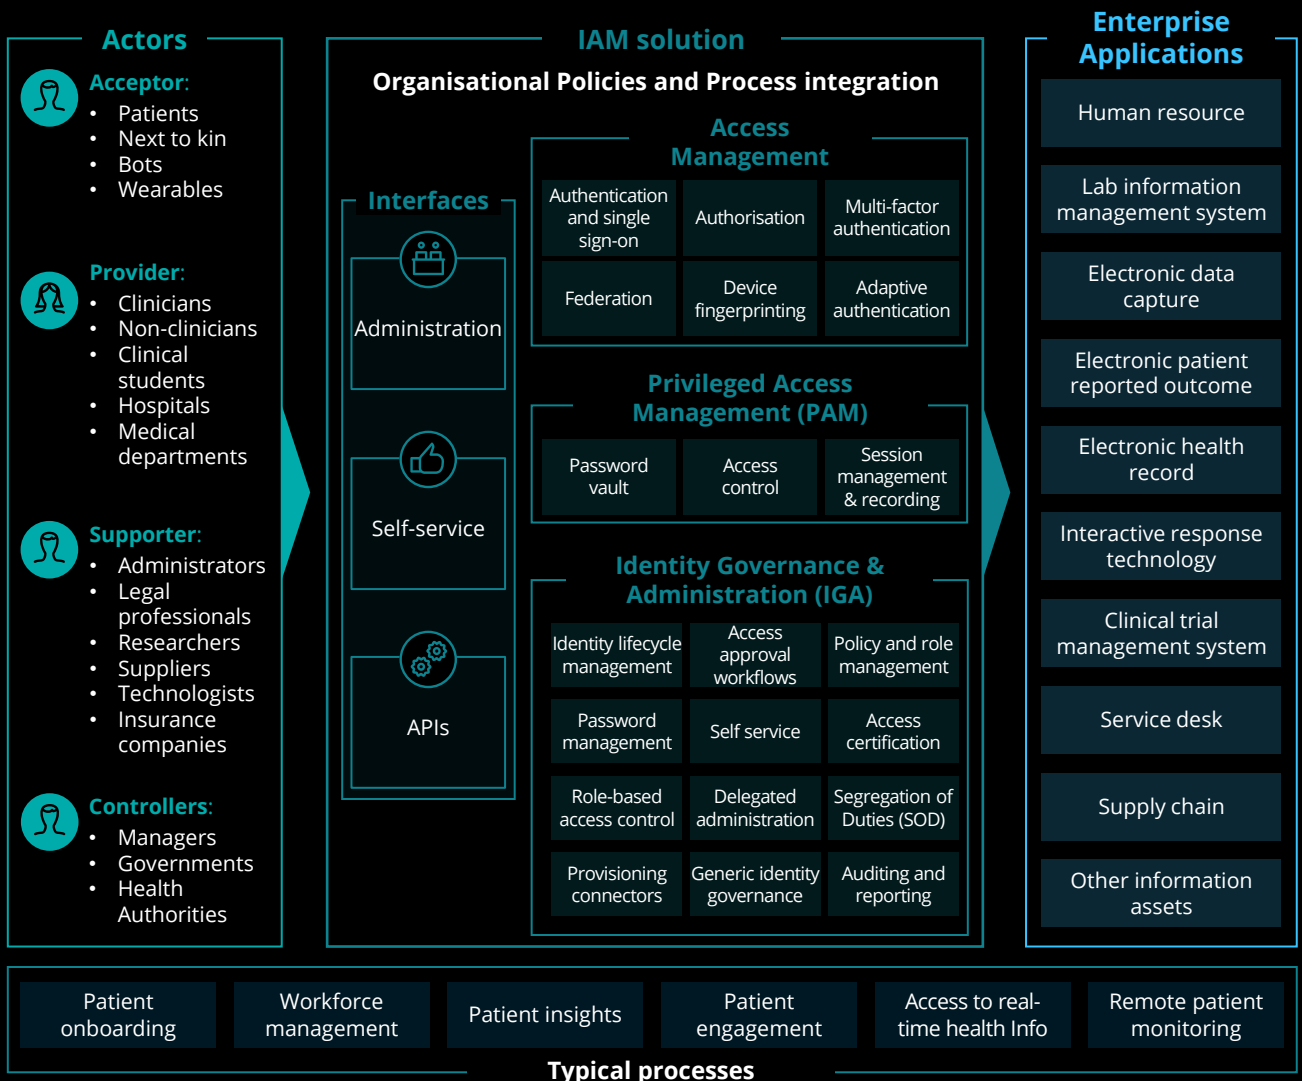 Actors
Acceptor:
• Patients
• Next to kin
• Bots
• Wearables
Provider:
• Clinicians
• Non-clinicians
• Clinical
students
• Hospitals
• Medical
departments
Supporter:
• Administrators
• Legal
professionals
• Researchers
• Suppliers
• Technologists
• Insurance
companies
Controllers:
• Managers
• Governments
• Health
Authorities
IAM solution
Organisational Policies and Process integration
Interfaces
Administration
Self-service
APIs
Access
Management
Authentication
and single
sign-on
Authorisation
Multi-factor
authentication
Federation
Device
fingerprinting
Adaptive
authentication
Privileged Access
Management (PAM)
Password
vault
Access
control
Session
management
& recording
Identity Governance &
Administration (IGA)
Identity lifecycle
management
Access
approval
workflows
Policy and role
management
Password
management
Self service
Access
certification
Role-based
access control
Delegated
administration
Segregation of
Duties (SOD)
Provisioning
connectors
Generic identity
governance
Auditing and
reporting
Enterprise
Applications
Human resource
Lab information
management system
Electronic data
capture
Electronic patient
reported outcome
Electronic health
record
Interactive response
technology
Clinical trial
management system
Service desk
Supply chain
Other information
assets
Patient
onboarding
Workforce
management
Patient insights
Patient
engagement
Access to real-
time health Info
Remote patient
monitoring
Typical processes